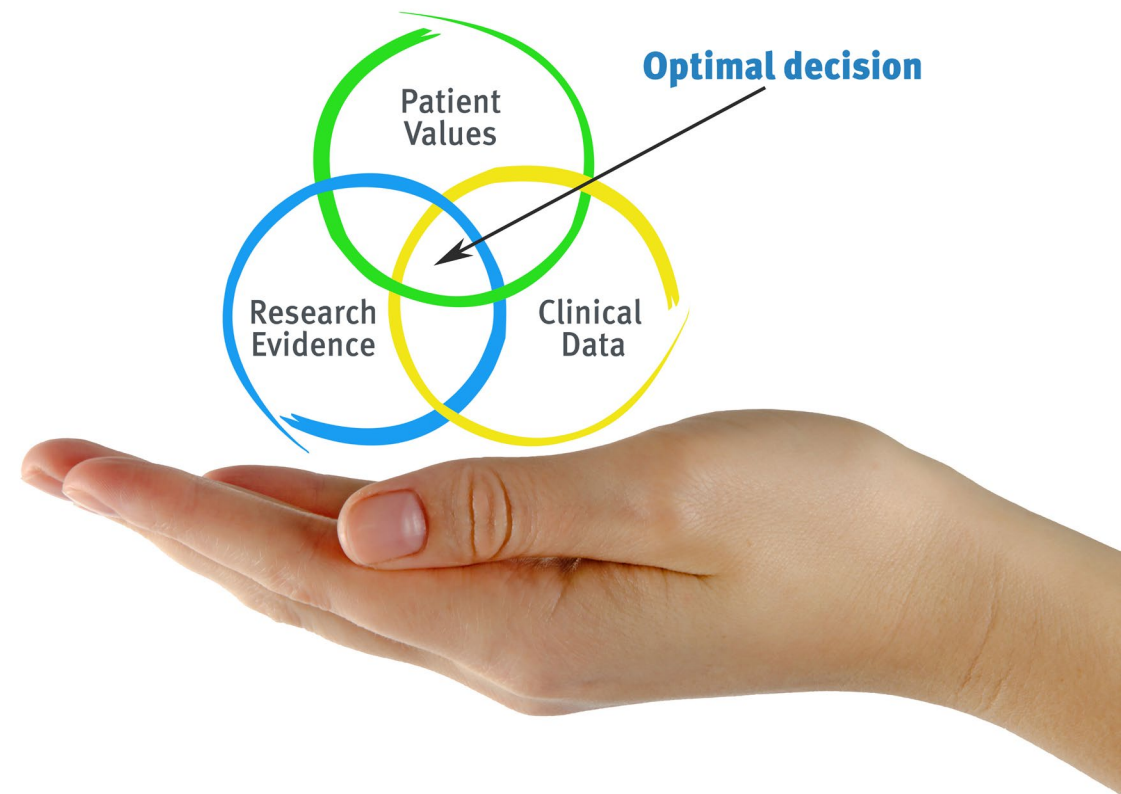 Patient
Values
Optimal decision
Research
Evidence
Clinical
Data